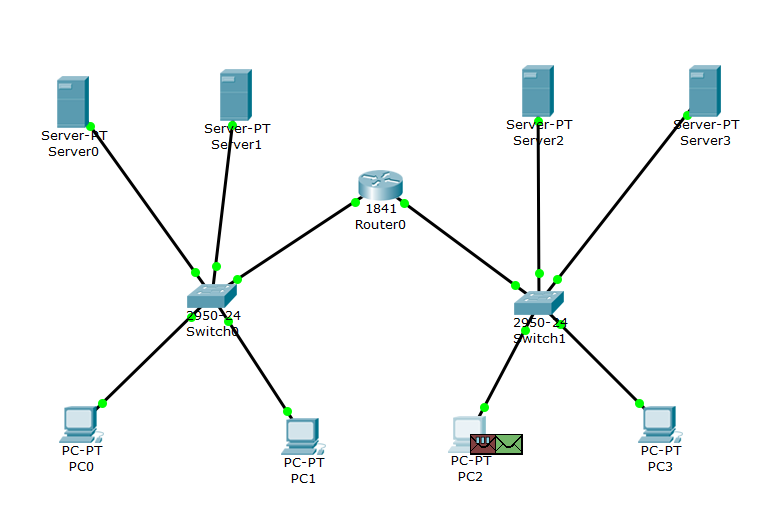 Server-PT
Server0
Server-PT
Server1
Server-PT
Server2
Server-PT
Server3
1841
Router0
2950-24
Switch0
2950-24
Switch1
PC-PT
PC0
PC-PT
PC1
PC-PT
PC2
PC-PT
PC3